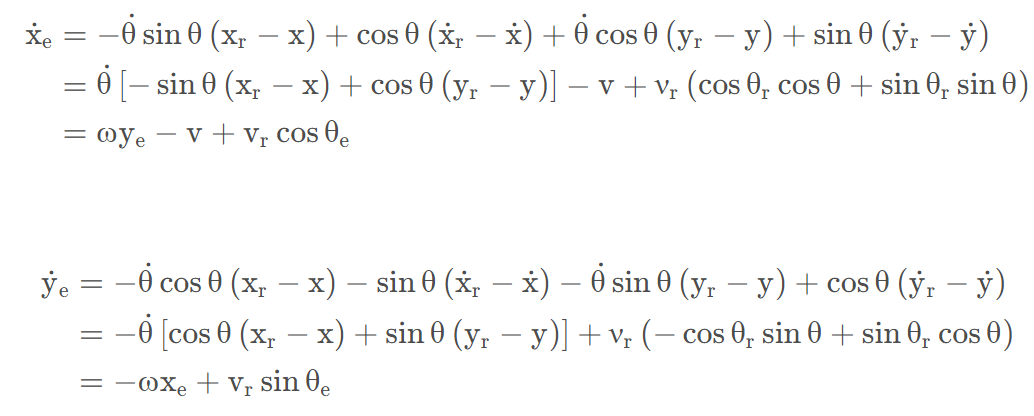 ẋₑ = −θ̇ sin θ (xᵣ − x) + cos θ (ẋᵣ − ẋ) + θ̇ cos θ (yᵣ − y) + sin θ (ẏᵣ − ẏ)
= θ̇ [− sin θ (xᵣ − x) + cos θ (yᵣ − y)] − v + vᵣ (cos θᵣ cos θ + sin θᵣ sin θ)
= ωyₑ − v + vᵣ cos θₑ
ẏₑ = −θ̇ cos θ (xᵣ − x) − sin θ (ẋᵣ − ẋ) − θ̇ sin θ (yᵣ − y) + cos θ (ẏᵣ − ẏ)
= −θ̇ [cos θ (xᵣ − x) + sin θ (yᵣ − y)] + vᵣ (− cos θᵣ sin θ + sin θᵣ cos θ)
= −ωxₑ + vᵣ sin θₑ